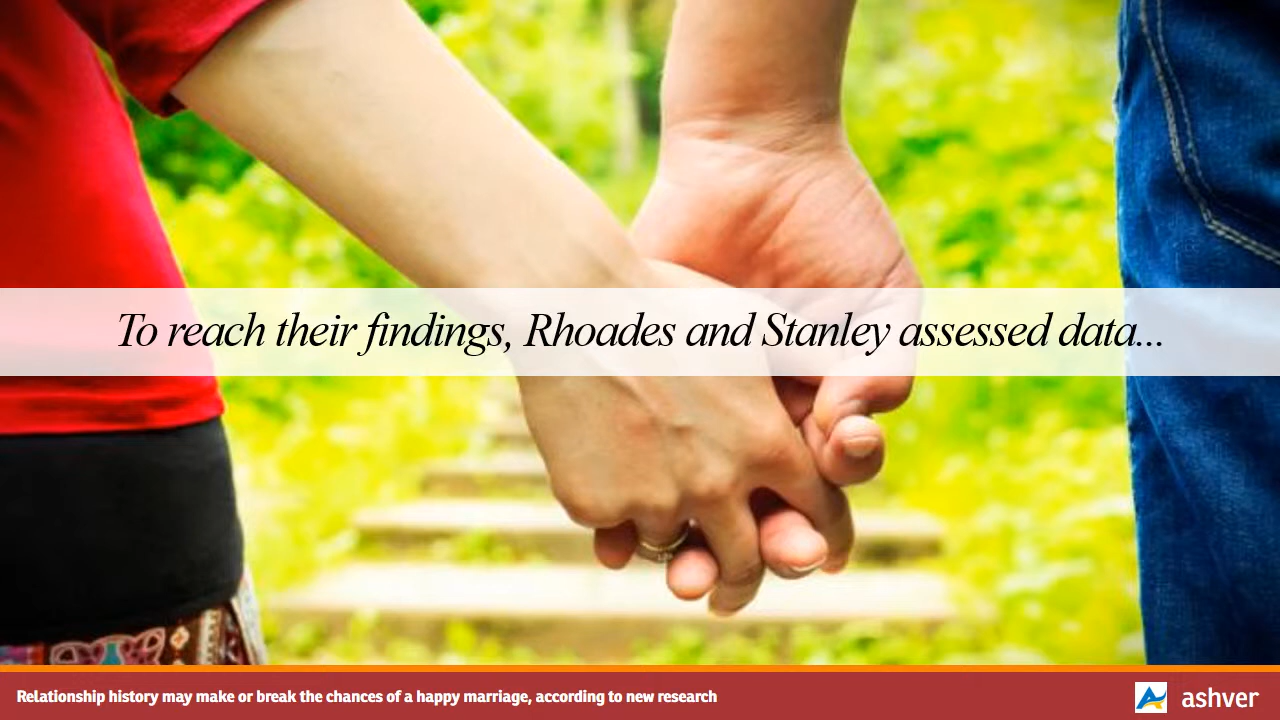 To reach their findings, Rhoades and Stanley assessed data...
Relationship history may make or break the chances of a happy marriage, according to new research
ashver